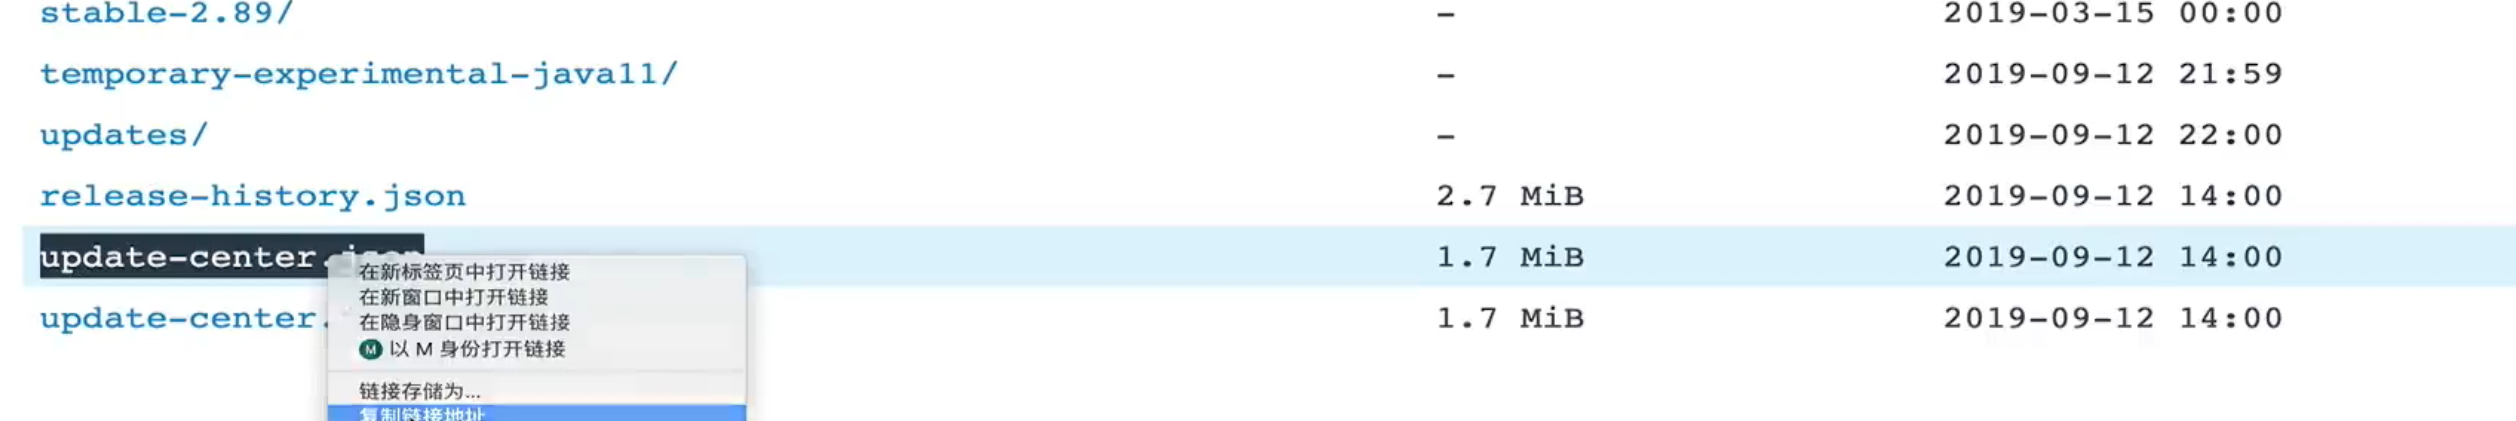 stable-2.89/ - 2019-03-15 00:00
temporary-experimental-java11/ - 2019-09-12 21:59
updates/ - 2019-09-12 22:00
release-history.json 2.7 MiB 2019-09-12 14:00
update-center.json 1.7 MiB 2019-09-12 14:00
在新标签页中打开链接
在新窗口中打开链接
update-center. 1.7 MiB 2019-09-12 14:00
在隐身窗口中打开链接
M 以 M 身份打开链接
链接存储为...
复制链接地址